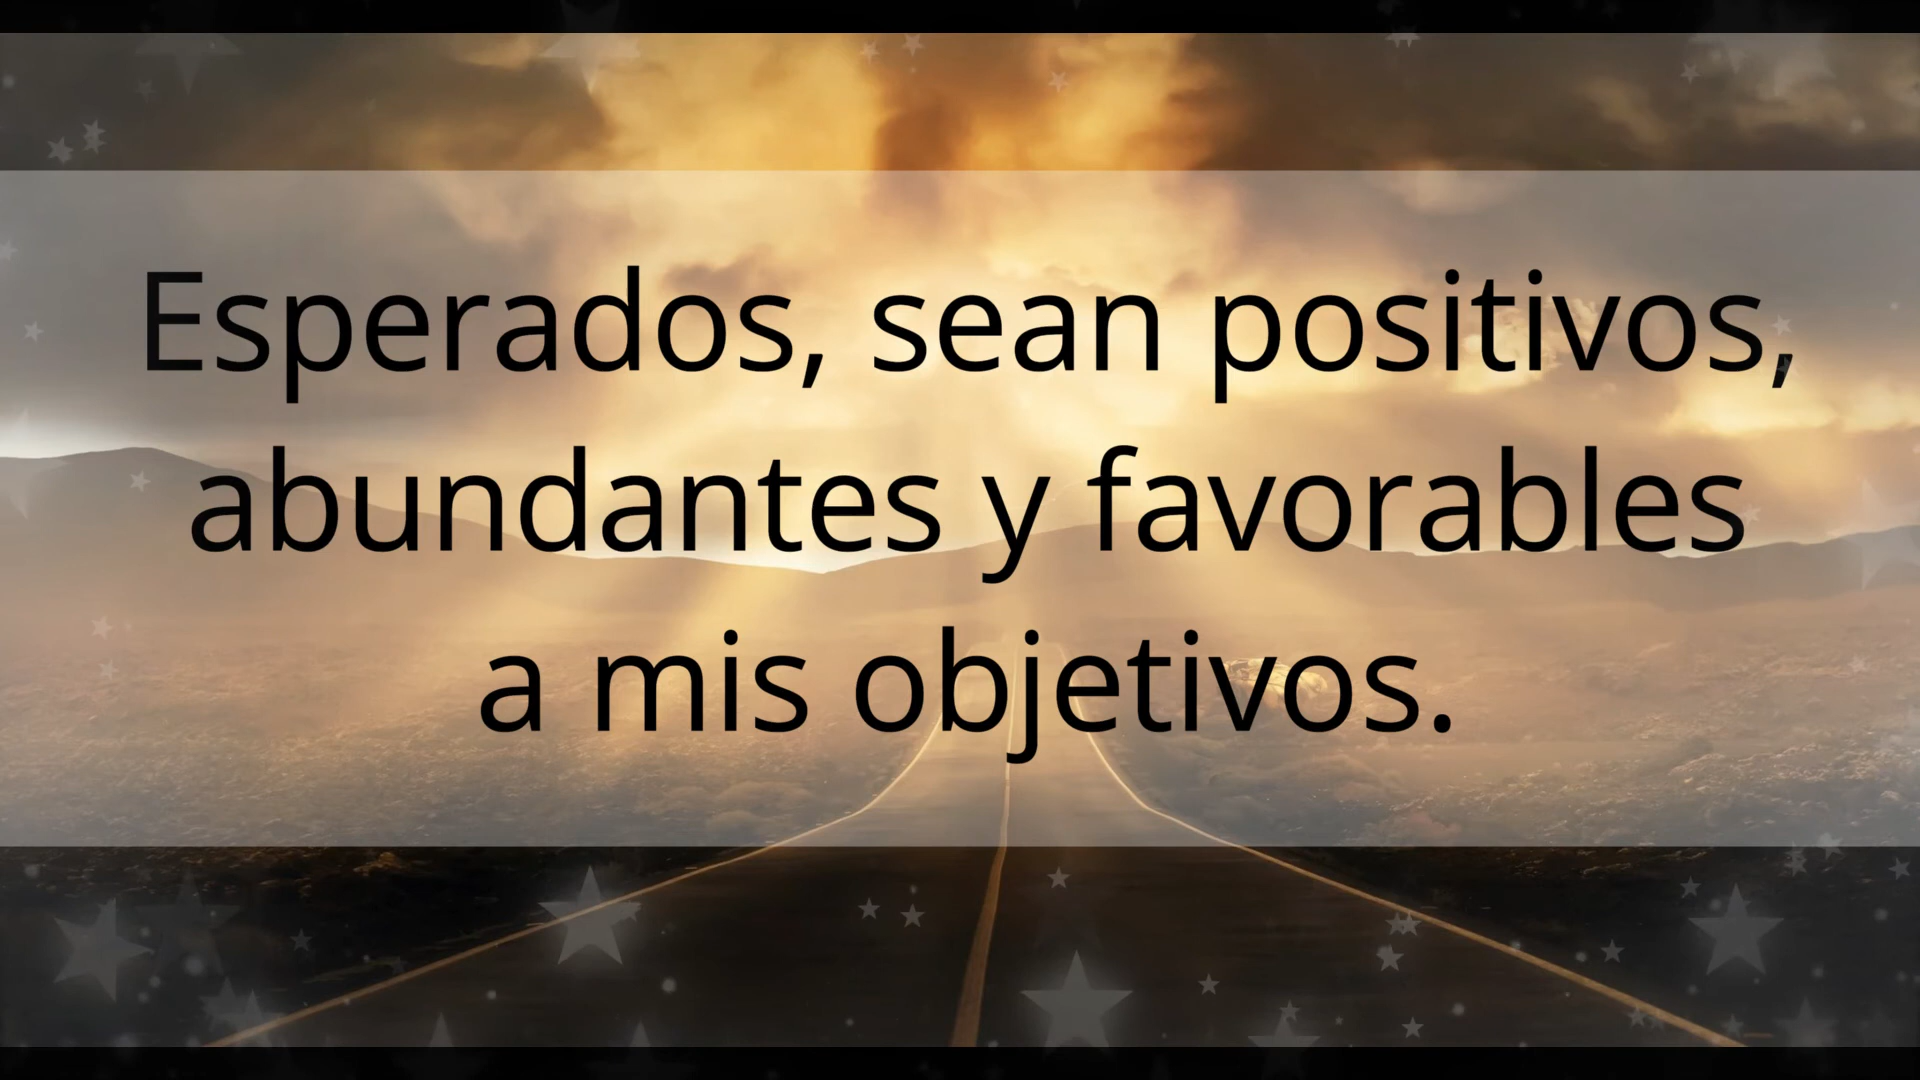 Esperados, sean positivos,
abundantes y favorables
a mis objetivos.